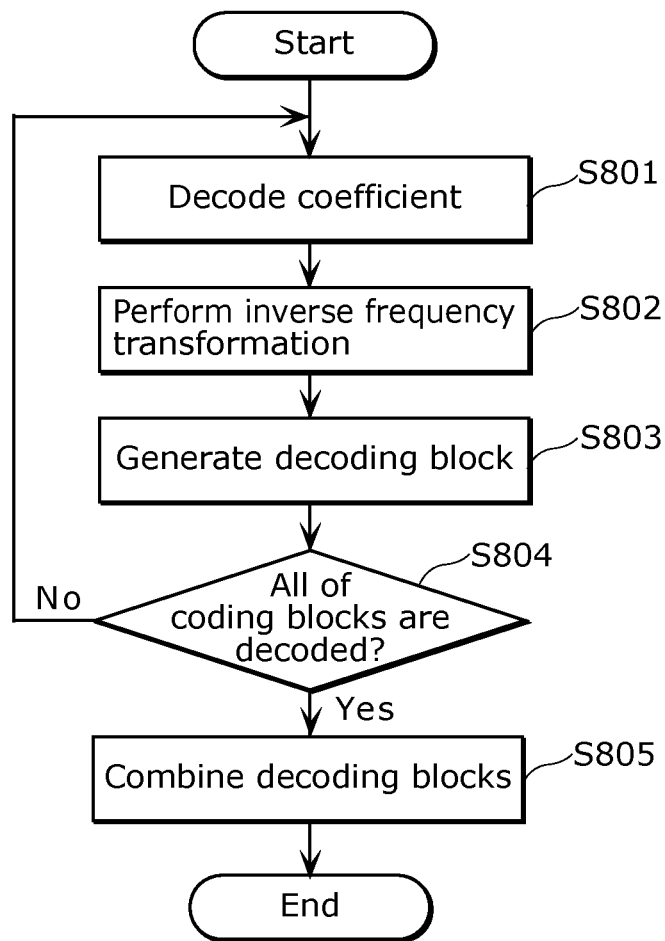 Start
Decode coefficient
S801
Perform inverse frequency
transformation
S802
Generate decoding block
S803
All of
coding blocks are
decoded?
S804
No
Yes
Combine decoding blocks
S805
End